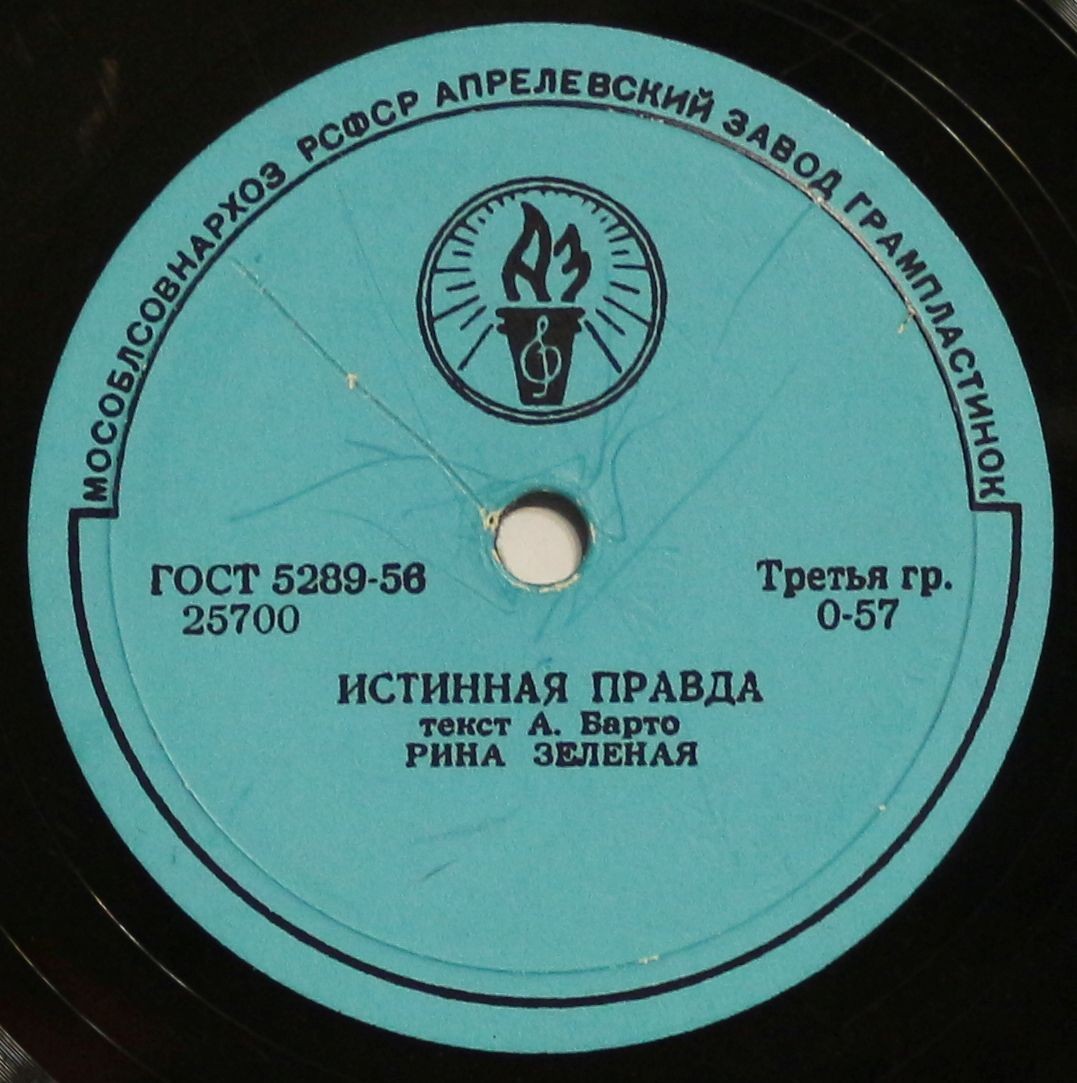 МОСОБЛСОВНАРХОЗ РСФСР АПРЕЛЕВСКИЙ ЗАВОД ГРАМПЛАСТИНОК
АЗ
ГОСТ 5289-56
25700
Третья гр.
0-57
ИСТИННАЯ ПРАВДА
текст А. Барто
РИНА ЗЕЛЕНАЯ